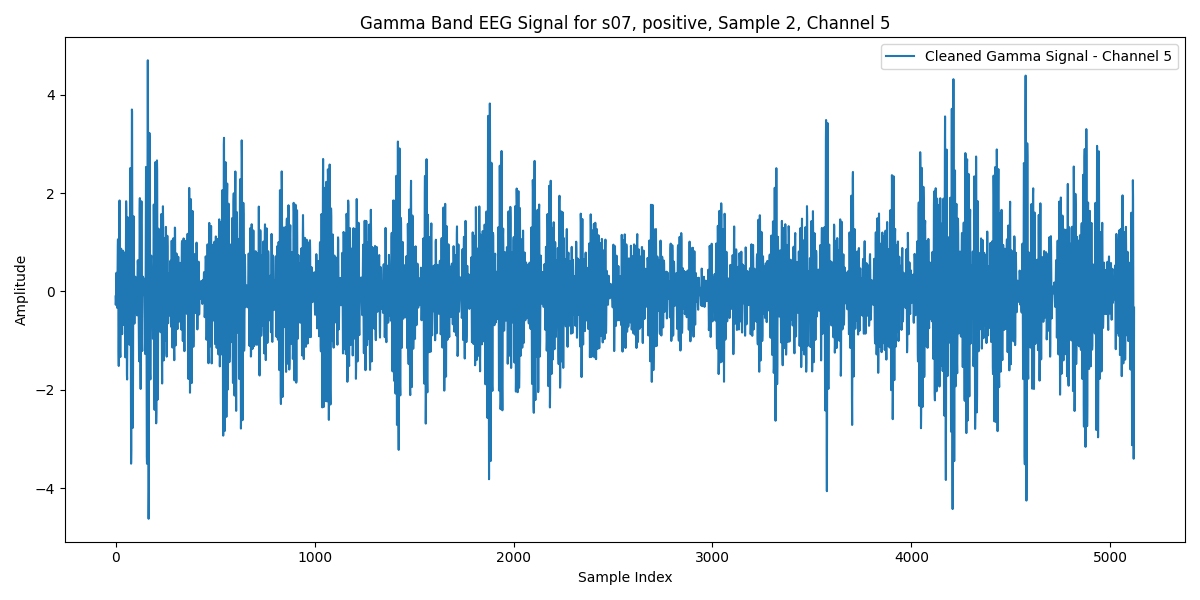 Gamma Band EEG Signal for s07, positive, Sample 2, Channel 5
Cleaned Gamma Signal - Channel 5
Amplitude
4
2
0
−2
−4
0 1000 2000 3000 4000 5000
Sample Index